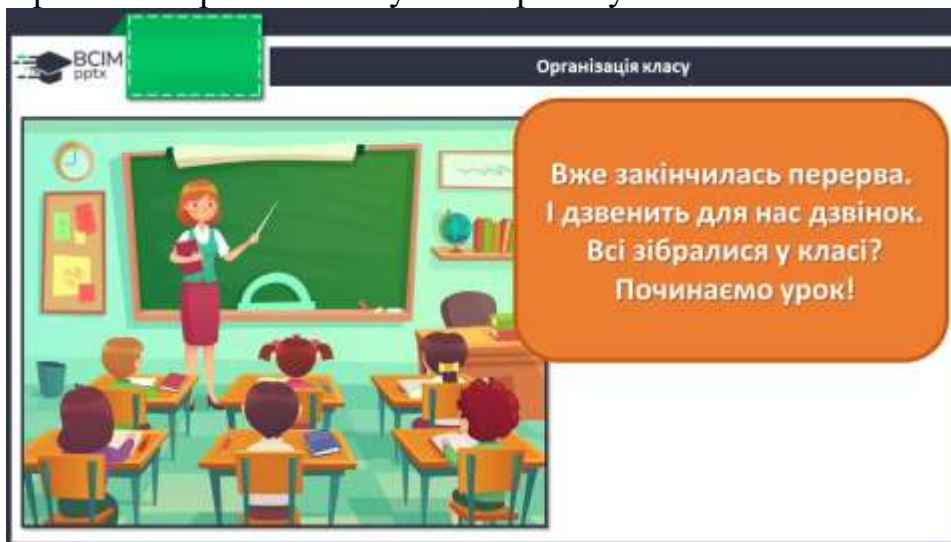 ВСІМ
pptx
Організація класу
Вже закінчилась перерва.
І дзвенить для нас дзвінок.
Всі зібралися у класі?
Починаємо урок!